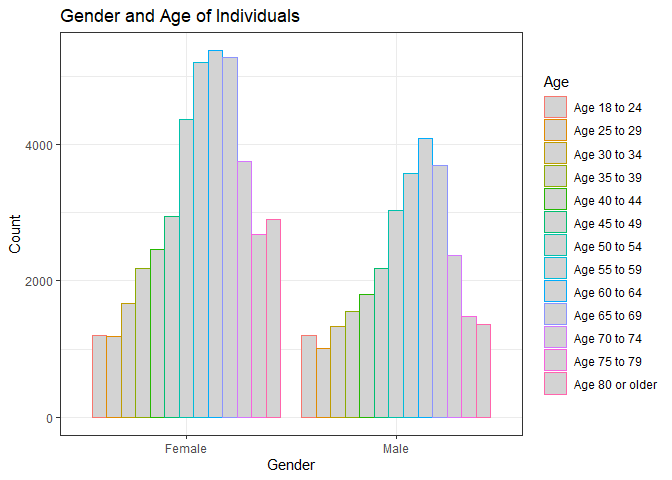 Gender and Age of Individuals
Count
4000
2000
0
Female
Male
Gender
Age
Age 18 to 24
Age 25 to 29
Age 30 to 34
Age 35 to 39
Age 40 to 44
Age 45 to 49
Age 50 to 54
Age 55 to 59
Age 60 to 64
Age 65 to 69
Age 70 to 74
Age 75 to 79
Age 80 or older